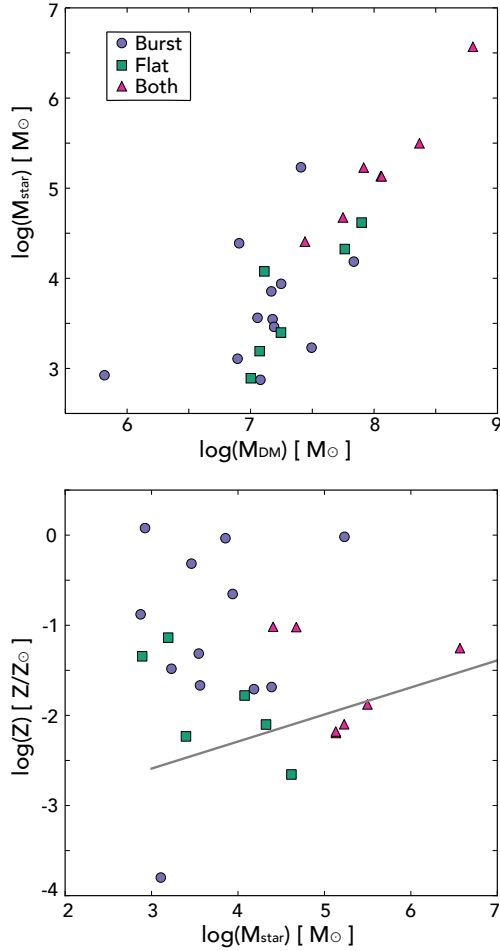 7
6
5
4
3
log(Mstar) [ M☉ ]
Burst
Flat
Both
6
7
8
9
log(MDM) [ M☉ ]
0
-1
-2
-3
-4
log(Z) [ Z/Z☉ ]
2
3
4
5
6
7
log(Mstar) [ M☉ ]